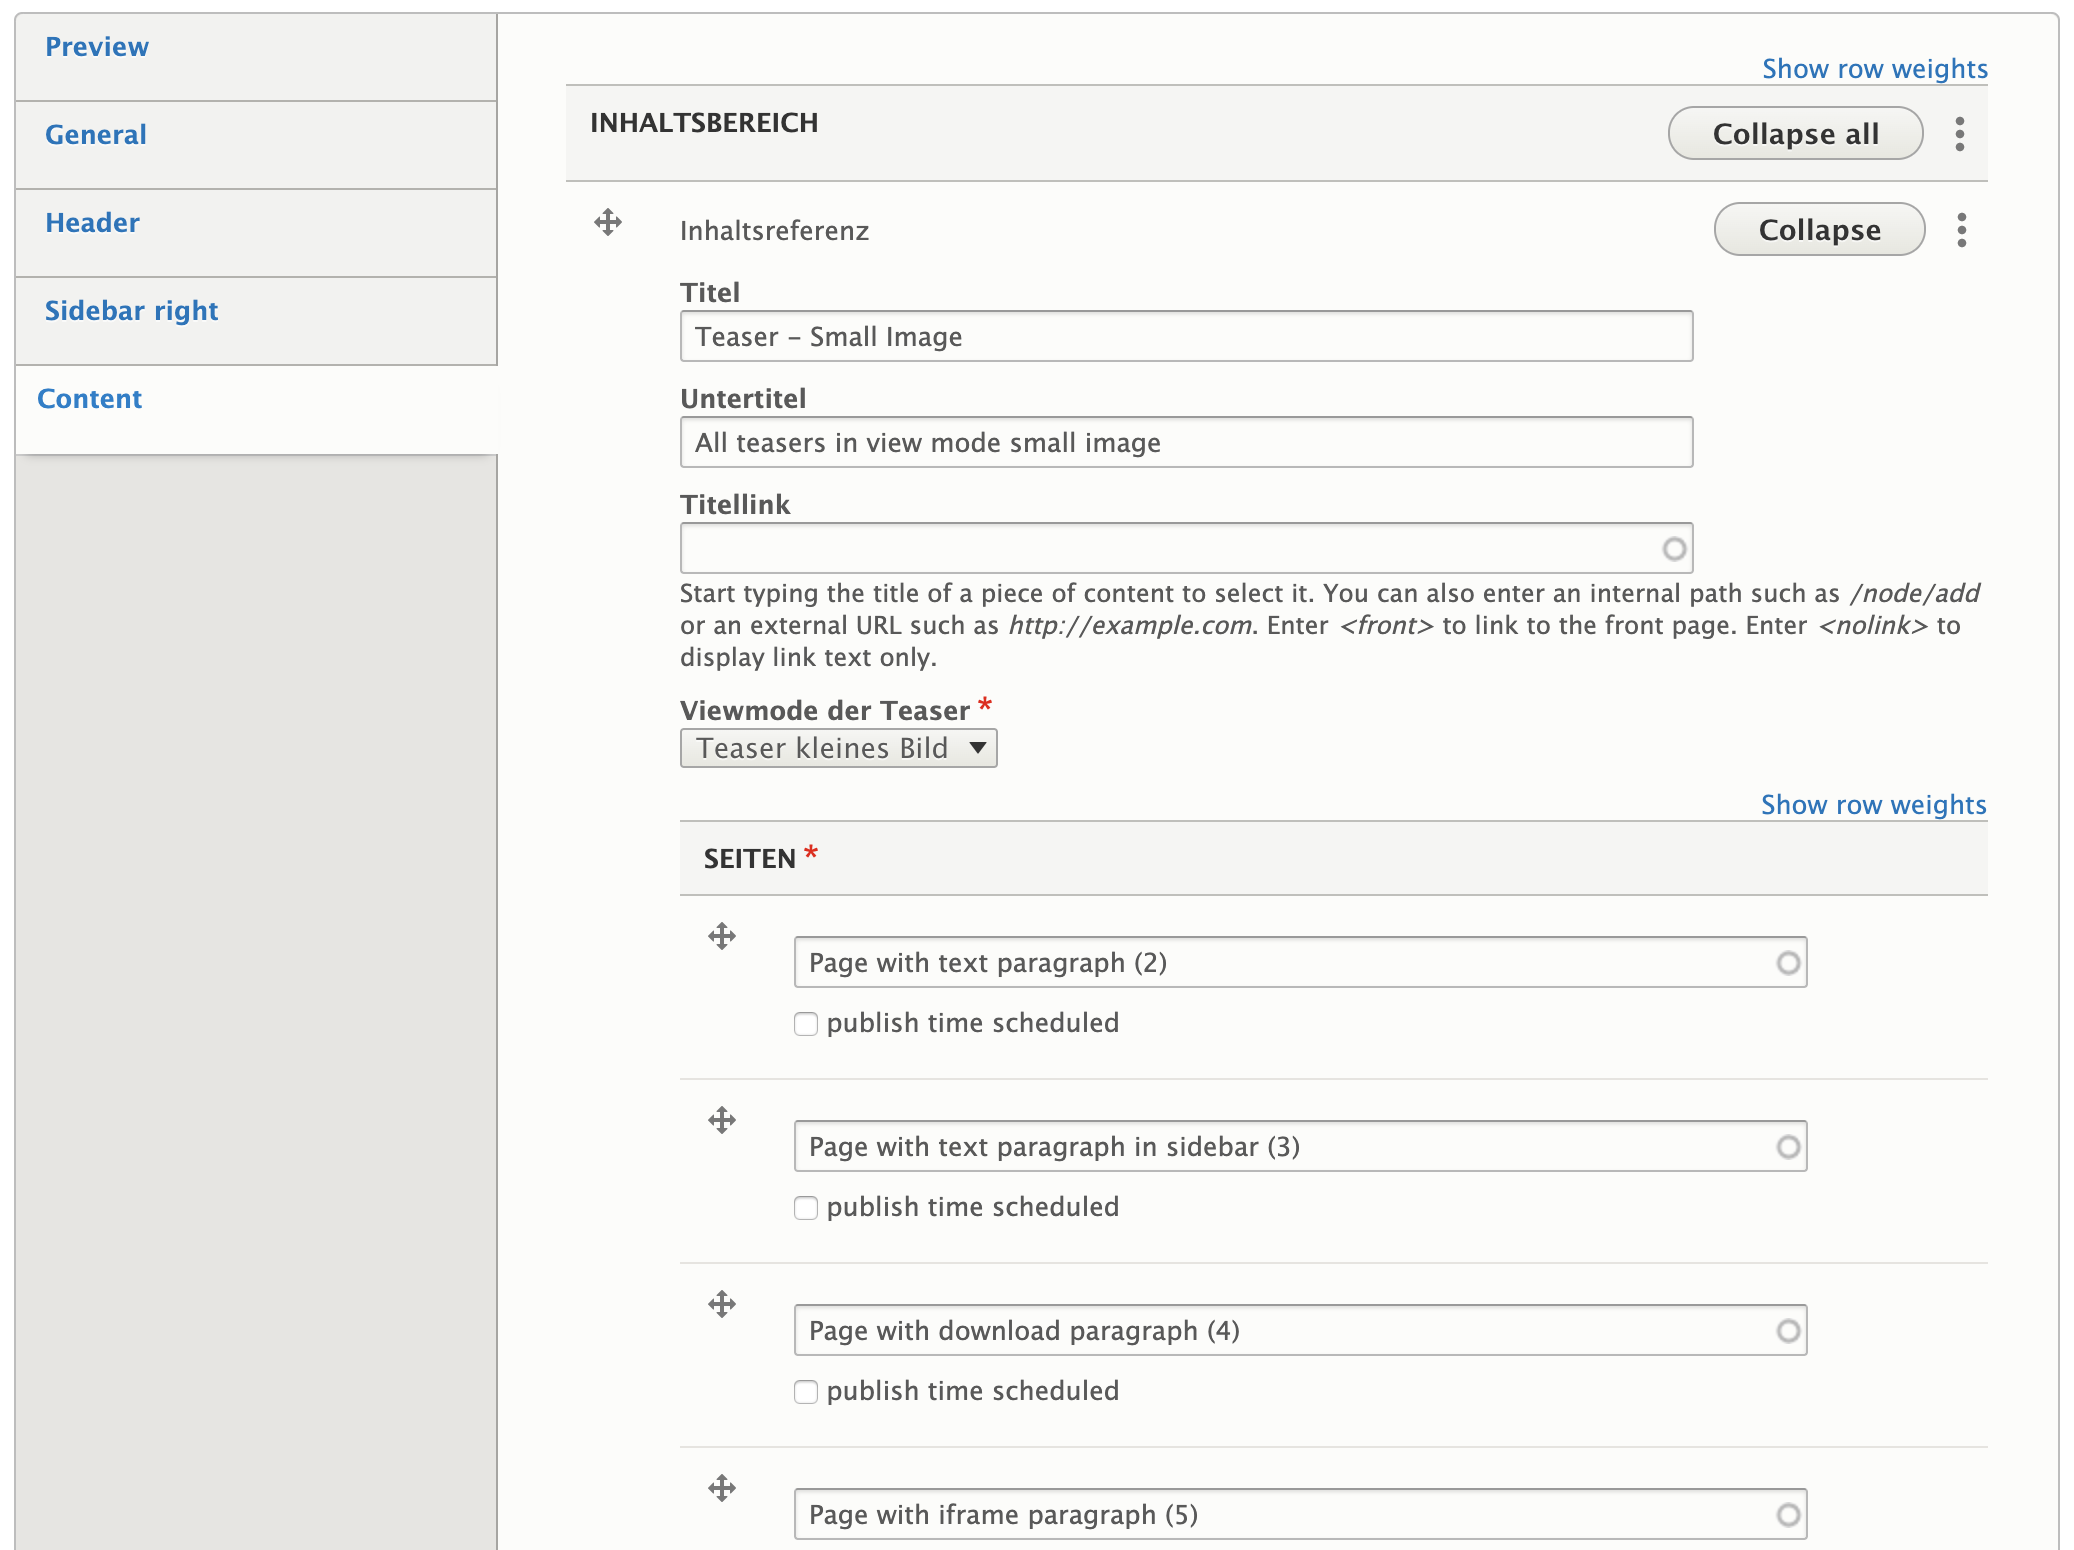 Preview
General
Header
Sidebar right
Content
Show row weights
INHALTSBEREICH
Collapse all
Inhaltsreferenz
Collapse
Titel
Teaser – Small Image
Untertitel
All teasers in view mode small image
Titellink
Start typing the title of a piece of content to select it. You can also enter an internal path such as /node/add
or an external URL such as http://example.com. Enter <front> to link to the front page. Enter <nolink> to
display link text only.
Viewmode der Teaser *
Teaser kleines Bild
Show row weights
SEITEN *
Page with text paragraph (2)
publish time scheduled
Page with text paragraph in sidebar (3)
publish time scheduled
Page with download paragraph (4)
publish time scheduled
Page with iframe paragraph (5)